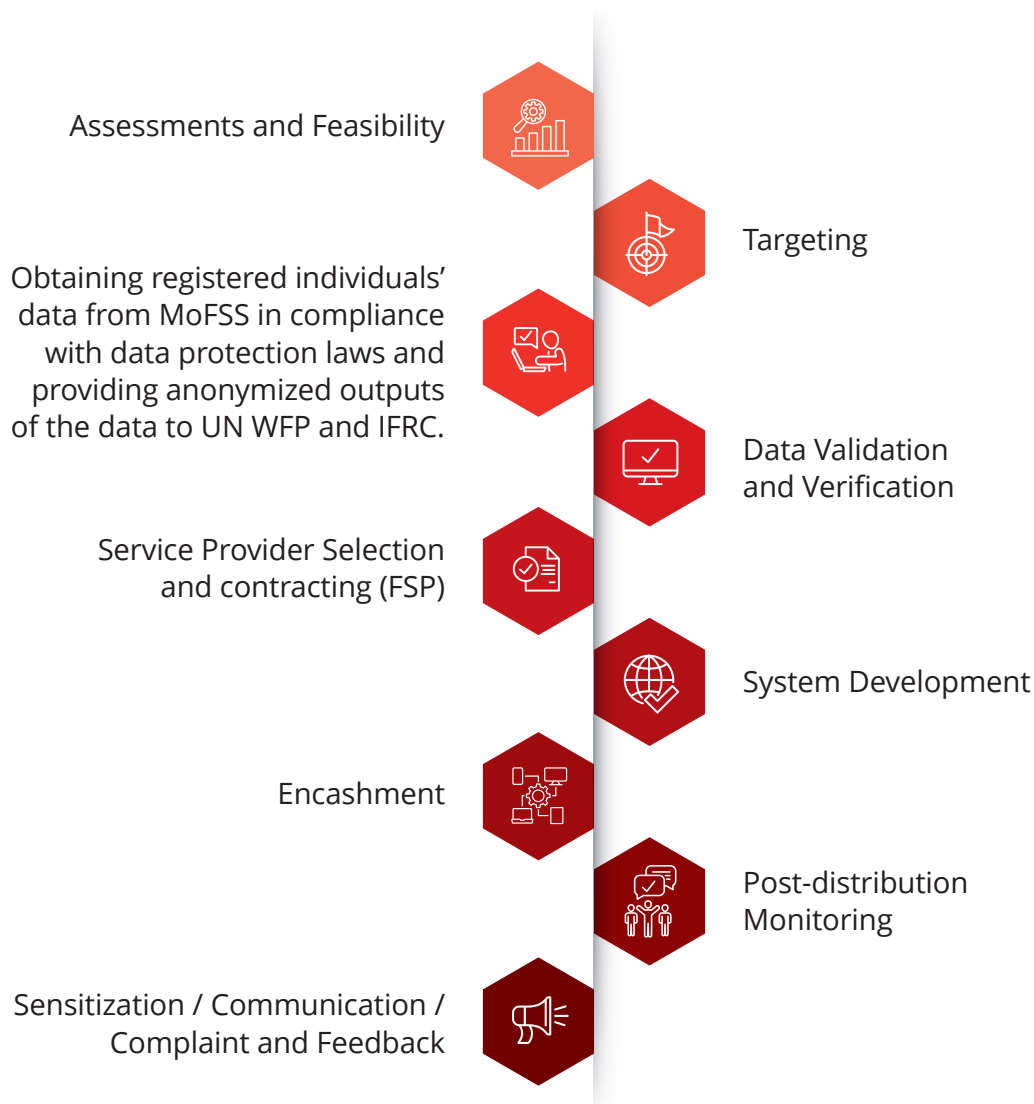 Assessments and Feasibility
Targeting
Obtaining registered individuals’
data from MoFSS in compliance
with data protection laws and
providing anonymized outputs
of the data to UN WFP and IFRC.
Data Validation
and Verification
Service Provider Selection
and contracting (FSP)
System Development
Encashment
Post-distribution
Monitoring
Sensitization / Communication /
Complaint and Feedback